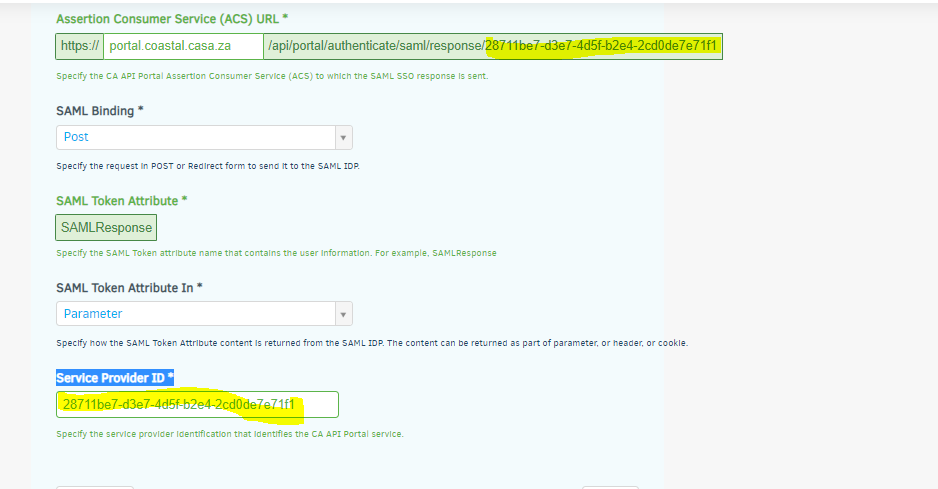 Assertion Consumer Service (ACS) URL *
https:// portal.coastal.casa.za /api/portal/authenticate/saml/response/28711be7-d3e7-4d5f-b2e4-2cd0de7e71f1
Specify the CA API Portal Assertion Consumer Service (ACS) to which the SAML SSO response is sent.
SAML Binding *
Post
Specify the request in POST or Redirect form to send it to the SAML IDP.
SAML Token Attribute *
SAMLResponse
Specify the SAML Token attribute name that contains the user information. For example, SAMLResponse
SAML Token Attribute In *
Parameter
Specify how the SAML Token Attribute content is returned from the SAML IDP. The content can be returned as part of parameter, or header, or cookie.
Service Provider ID *
28711be7-d3e7-4d5f-b2e4-2cd0de7e71f1
Specify the service provider identification that identifies the CA API Portal service.